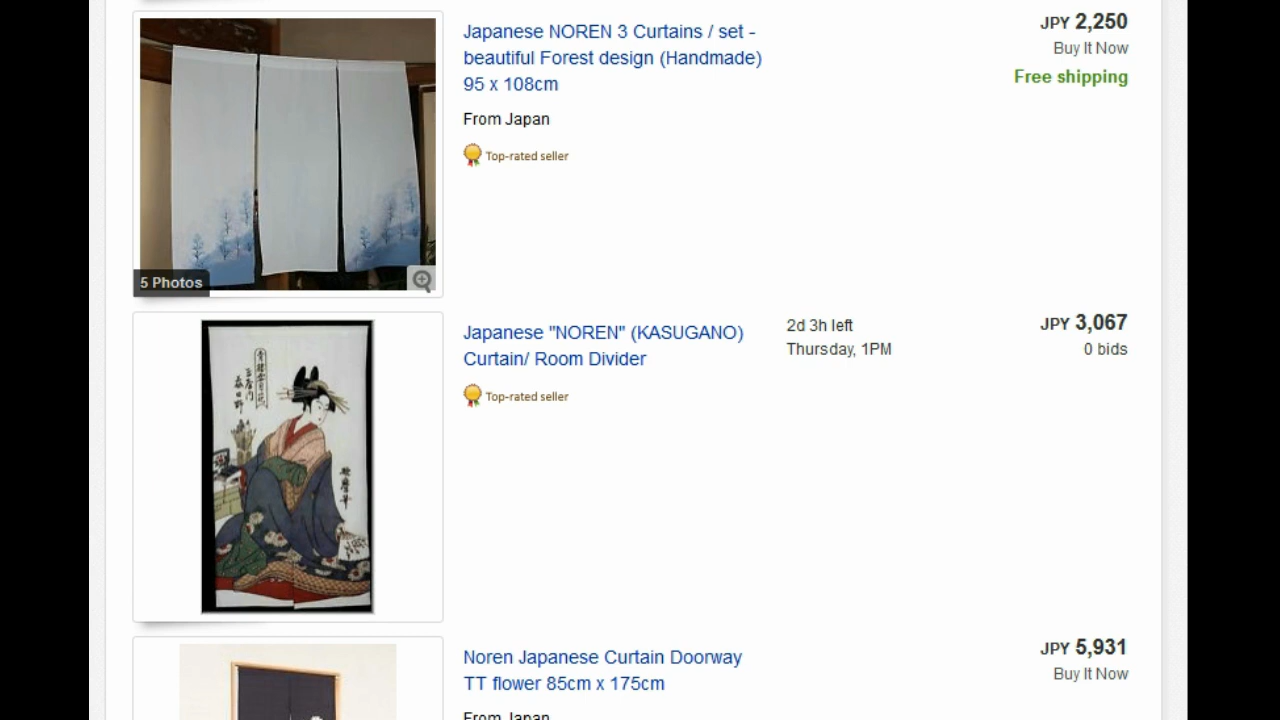 Japanese NOREN 3 Curtains / set -
beautiful Forest design (Handmade)
95 x 108cm
From Japan
Top-rated seller
JPY 2,250
Buy It Now
Free shipping
5 Photos
Japanese "NOREN" (KASUGANO)
Curtain/ Room Divider
Top-rated seller
2d 3h left
Thursday, 1PM
JPY 3,067
0 bids
Noren Japanese Curtain Doorway
TT flower 85cm x 175cm
From Japan
JPY 5,931
Buy It Now